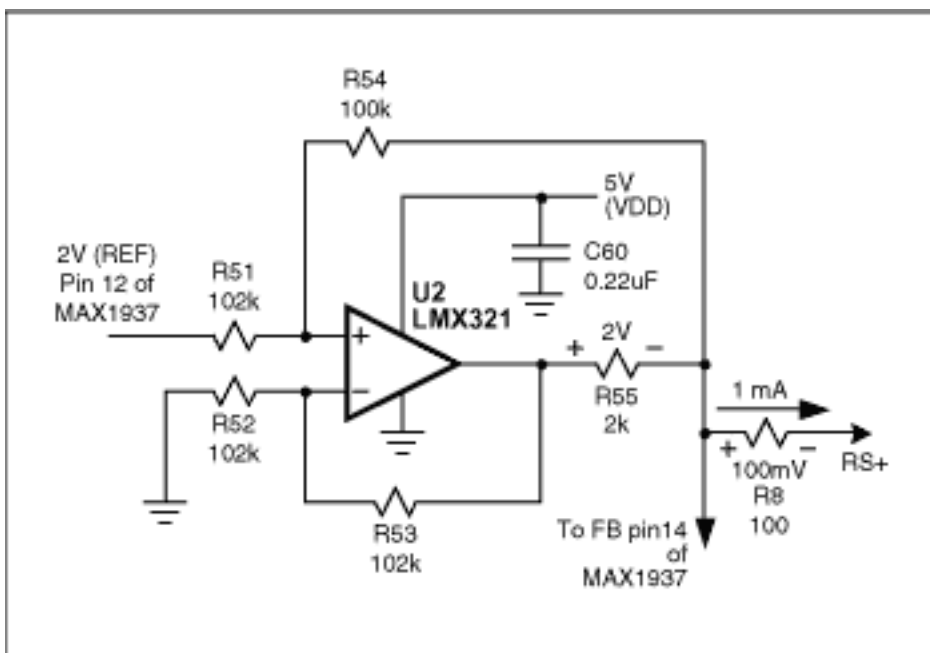 R54
100k
5V
(VDD)
C60
0.22uF
2V (REF)
Pin 12 of
MAX1937
R51
102k
U2
LMX321
+
−
+ 2V −
R55
2k
R52
102k
1 mA
+ −
100mV
R8
100
RS+
R53
102k
To FB pin14
of
MAX1937